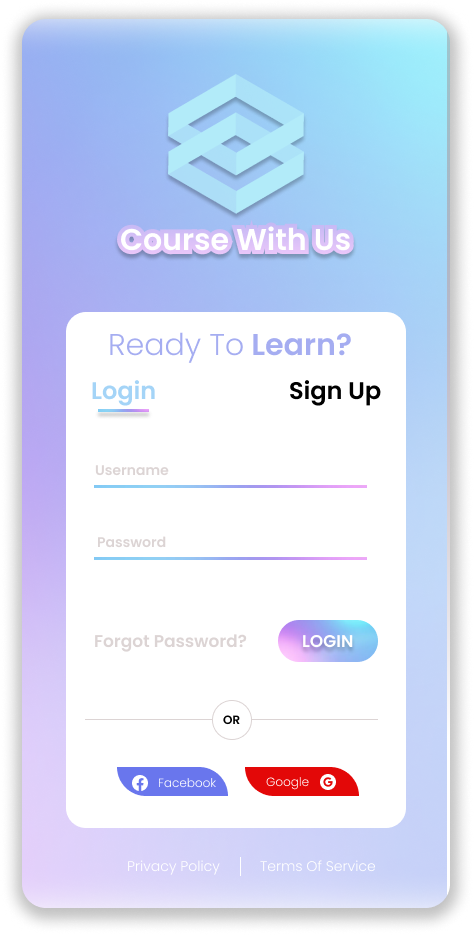 Course With Us
Ready To Learn?
Login Sign Up
Username
Password
Forgot Password? LOGIN
OR
Facebook Google G
Privacy Policy Terms Of Service